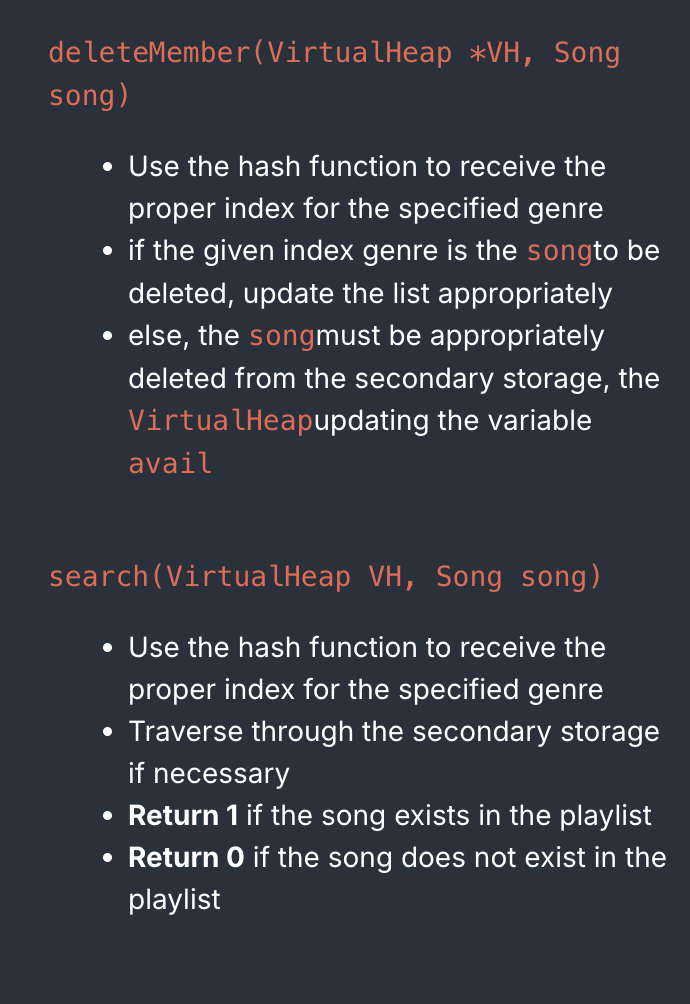 deleteMember(VirtualHeap *VH, Song
song)
• Use the hash function to receive the
proper index for the specified genre
• if the given index genre is the songto be
deleted, update the list appropriately
• else, the songmust be appropriately
deleted from the secondary storage, the
VirtualHeapupdating the variable
avail
search(VirtualHeap VH, Song song)
• Use the hash function to receive the
proper index for the specified genre
• Traverse through the secondary storage
if necessary
• Return 1 if the song exists in the playlist
• Return 0 if the song does not exist in the
playlist